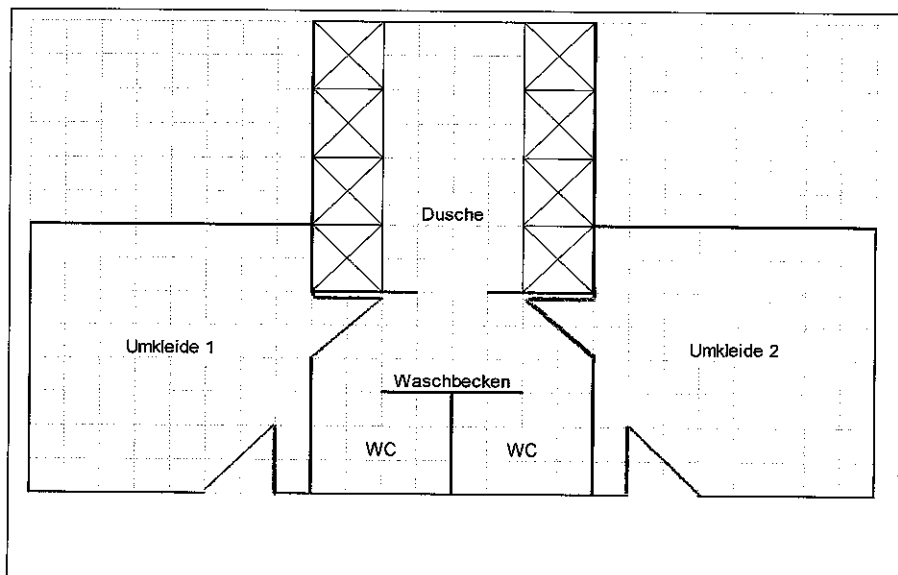 Dusche
Umkleide 1
Umkleide 2
Waschbecken
WC
WC